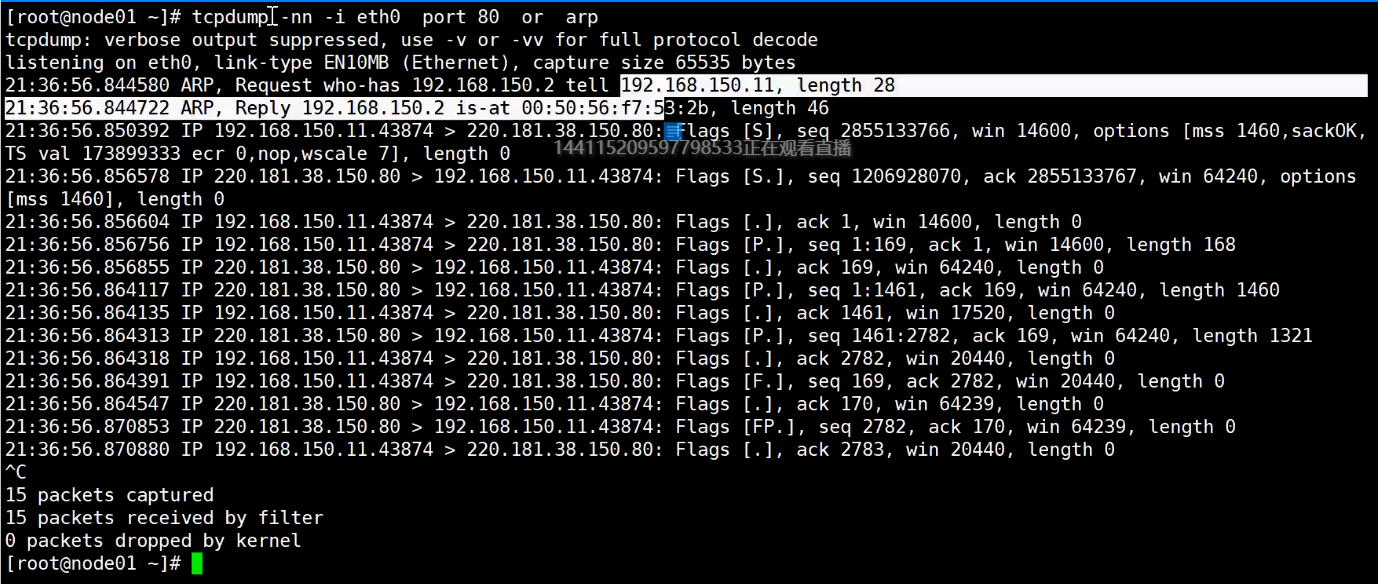 [root@node01 ~]# tcpdump -nn -i eth0  port 80  or  arp
tcpdump: verbose output suppressed, use -v or -vv for full protocol decode
listening on eth0, link-type EN10MB (Ethernet), capture size 65535 bytes
21:36:56.844580 ARP, Request who-has 192.168.150.2 tell 192.168.150.11, length 28
21:36:56.844722 ARP, Reply 192.168.150.2 is-at 00:50:56:f7:53:2b, length 46
21:36:56.850392 IP 192.168.150.11.43874 > 220.181.38.150.80: Flags [S], seq 2855133766, win 14600, options [mss 1460,sackOK,
TS val 173899333 ecr 0,nop,wscale 7], length 0
144115209597798533正在观看直播
21:36:56.856578 IP 220.181.38.150.80 > 192.168.150.11.43874: Flags [S.], seq 1206928070, ack 2855133767, win 64240, options
[mss 1460], length 0
21:36:56.856604 IP 192.168.150.11.43874 > 220.181.38.150.80: Flags [.], ack 1, win 14600, length 0
21:36:56.856756 IP 192.168.150.11.43874 > 220.181.38.150.80: Flags [P.], seq 1:169, ack 1, win 14600, length 168
21:36:56.856855 IP 220.181.38.150.80 > 192.168.150.11.43874: Flags [.], ack 169, win 64240, length 0
21:36:56.864117 IP 220.181.38.150.80 > 192.168.150.11.43874: Flags [P.], seq 1:1461, ack 169, win 64240, length 1460
21:36:56.864135 IP 192.168.150.11.43874 > 220.181.38.150.80: Flags [.], ack 1461, win 17520, length 0
21:36:56.864313 IP 220.181.38.150.80 > 192.168.150.11.43874: Flags [P.], seq 1461:2782, ack 169, win 64240, length 1321
21:36:56.864318 IP 192.168.150.11.43874 > 220.181.38.150.80: Flags [.], ack 2782, win 20440, length 0
21:36:56.864391 IP 192.168.150.11.43874 > 220.181.38.150.80: Flags [F.], seq 169, ack 2782, win 20440, length 0
21:36:56.864547 IP 220.181.38.150.80 > 192.168.150.11.43874: Flags [.], ack 170, win 64239, length 0
21:36:56.870853 IP 220.181.38.150.80 > 192.168.150.11.43874: Flags [FP.], seq 2782, ack 170, win 64239, length 0
21:36:56.870880 IP 192.168.150.11.43874 > 220.181.38.150.80: Flags [.], ack 2783, win 20440, length 0
^C
15 packets captured
15 packets received by filter
0 packets dropped by kernel
[root@node01 ~]#